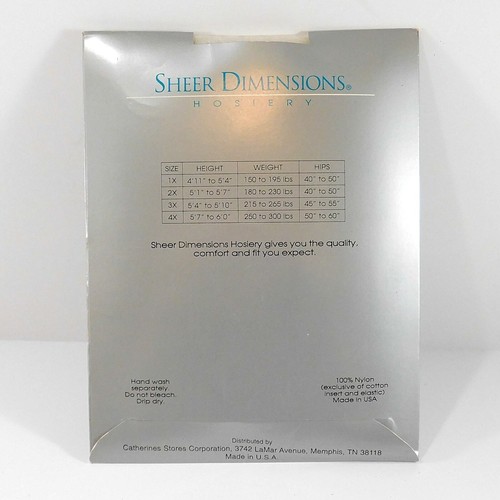 SHEER DIMENSIONS®
HOSIERY
SIZE HEIGHT WEIGHT HIPS
1X 4'11" to 5'4" 150 to 195 lbs 40" to 50"
2X 5'1" to 5'7" 180 to 230 lbs 40" to 50"
3X 5'4" to 5'10" 215 to 265 lbs 45" to 55"
4X 5'7" to 6'0" 250 to 300 lbs 50" to 60"
Sheer Dimensions Hosiery gives you the quality,
comfort and fit you expect.
Hand wash
separately.
Do not bleach.
Drip dry.
100% Nylon
(exclusive of cotton
insert and elastic)
Made in USA
Distributed by
Catherines Stores Corporation, 3742 LaMar Avenue, Memphis, TN 38118
Made in U.S.A.